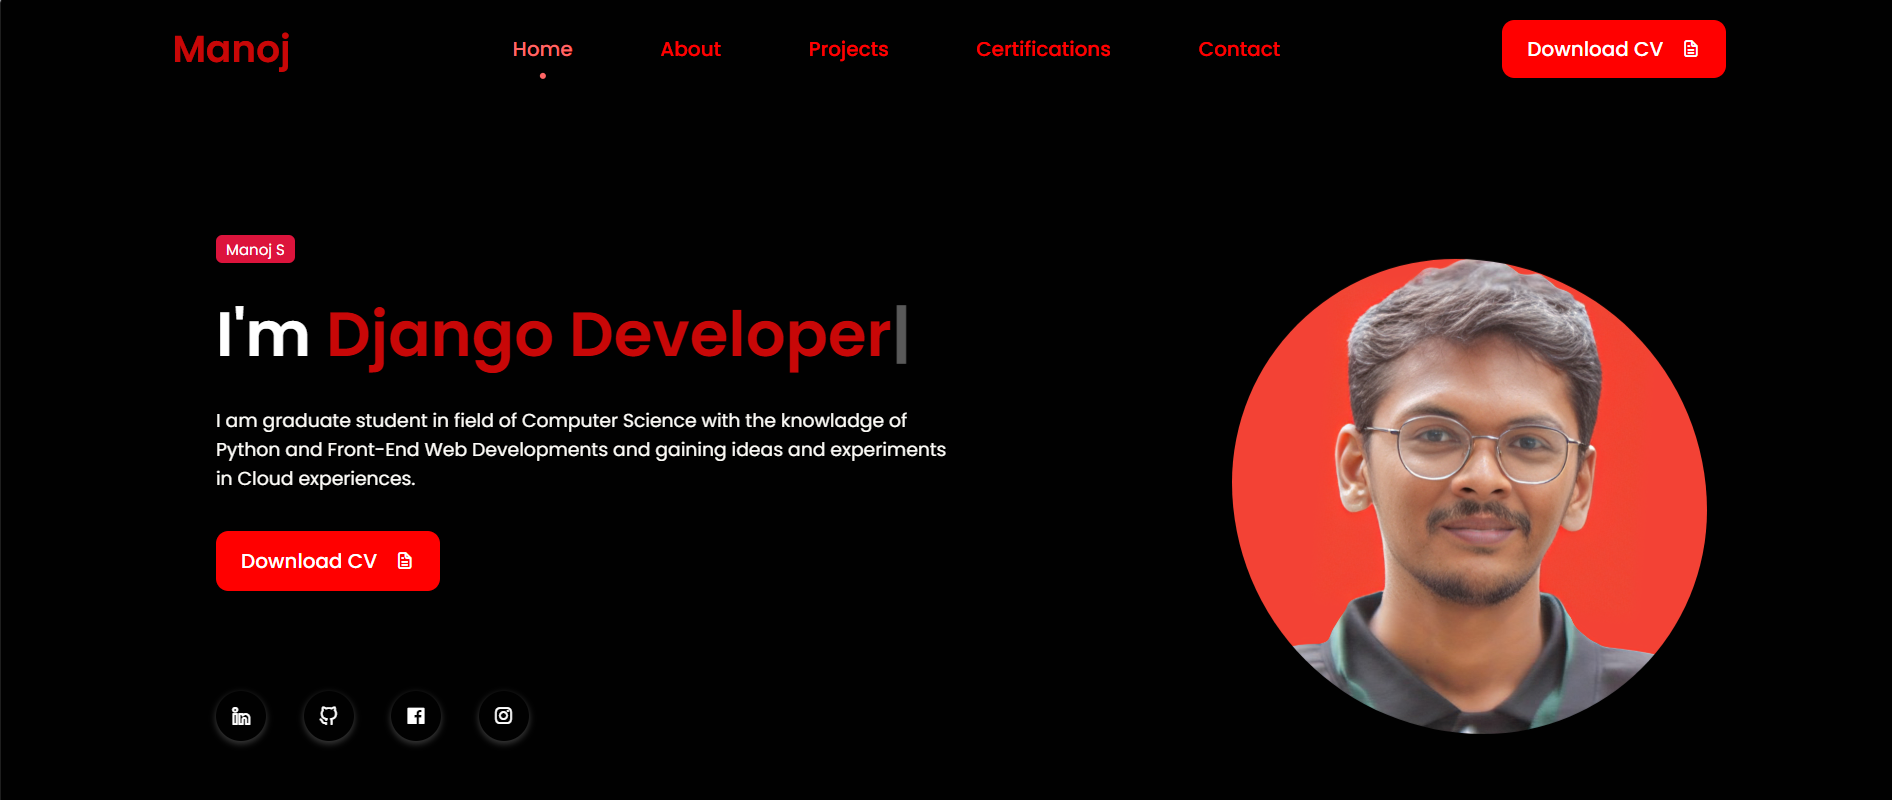 Manoj
Home
About
Projects
Certifications
Contact
Download CV
Manoj S
I'm Django Developer
I am graduate student in field of Computer Science with the knowladge of
Python and Front-End Web Developments and gaining ideas and experiments
in Cloud experiences.
Download CV